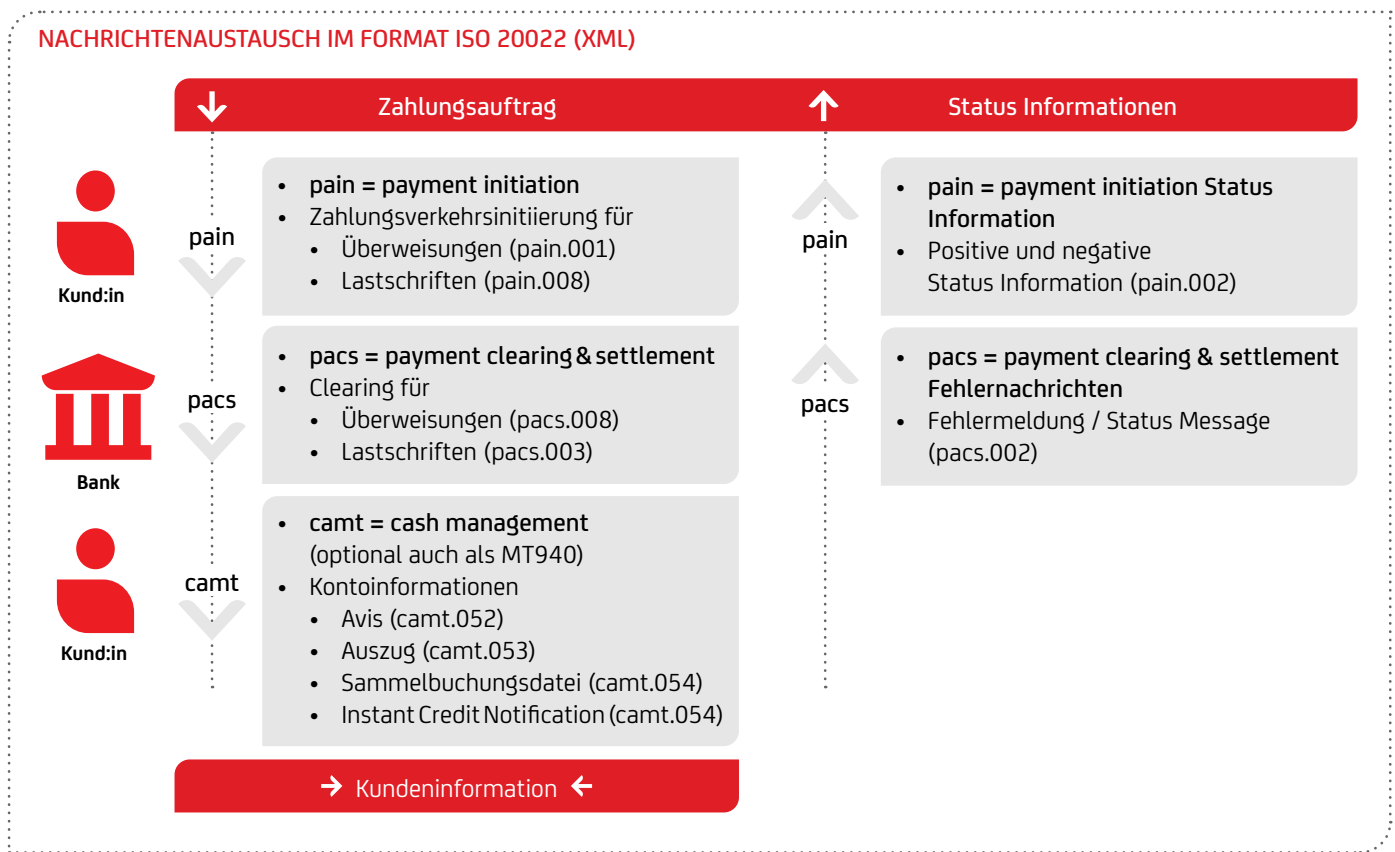 NACHRICHTENAUSTAUSCH IM FORMAT ISO 20022 (XML)
Zahlungsauftrag
Status Informationen
Kund:in
pain
• pain = payment initiation
• Zahlungsverkehrsinitiierung für
• Überweisungen (pain.001)
• Lastschriften (pain.008)
pain
• pain = payment initiation Status
Information
• Positive und negative
Status Information (pain.002)
Bank
pacs
• pacs = payment clearing & settlement
• Clearing für
• Überweisungen (pacs.008)
• Lastschriften (pacs.003)
pacs
• pacs = payment clearing & settlement
Fehlernachrichten
• Fehlermeldung / Status Message
(pacs.002)
Kund:in
camt
• camt = cash management
(optional auch als MT940)
• Kontoinformationen
• Avis (camt.052)
• Auszug (camt.053)
• Sammelbuchungsdatei (camt.054)
• Instant Credit Notification (camt.054)
→ Kundeninformation ←